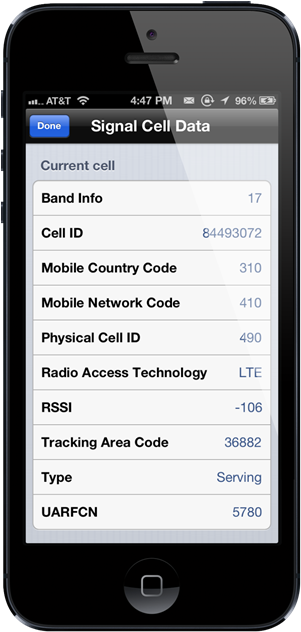 AT&T 4:47 PM 96%
Done Signal Cell Data
Current cell
Band Info 17
Cell ID 84493072
Mobile Country Code 310
Mobile Network Code 410
Physical Cell ID 490
Radio Access Technology LTE
RSSI -106
Tracking Area Code 36882
Type Serving
UARFCN 5780